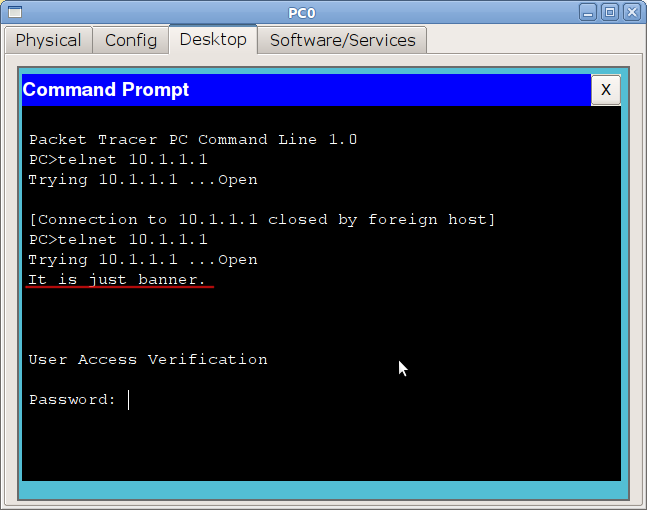 PC0
Physical Config Desktop Software/Services
Command Prompt X
Packet Tracer PC Command Line 1.0
PC>telnet 10.1.1.1
Trying 10.1.1.1 ...Open
[Connection to 10.1.1.1 closed by foreign host]
PC>telnet 10.1.1.1
Trying 10.1.1.1 ...Open
It is just banner.
User Access Verification
Password: